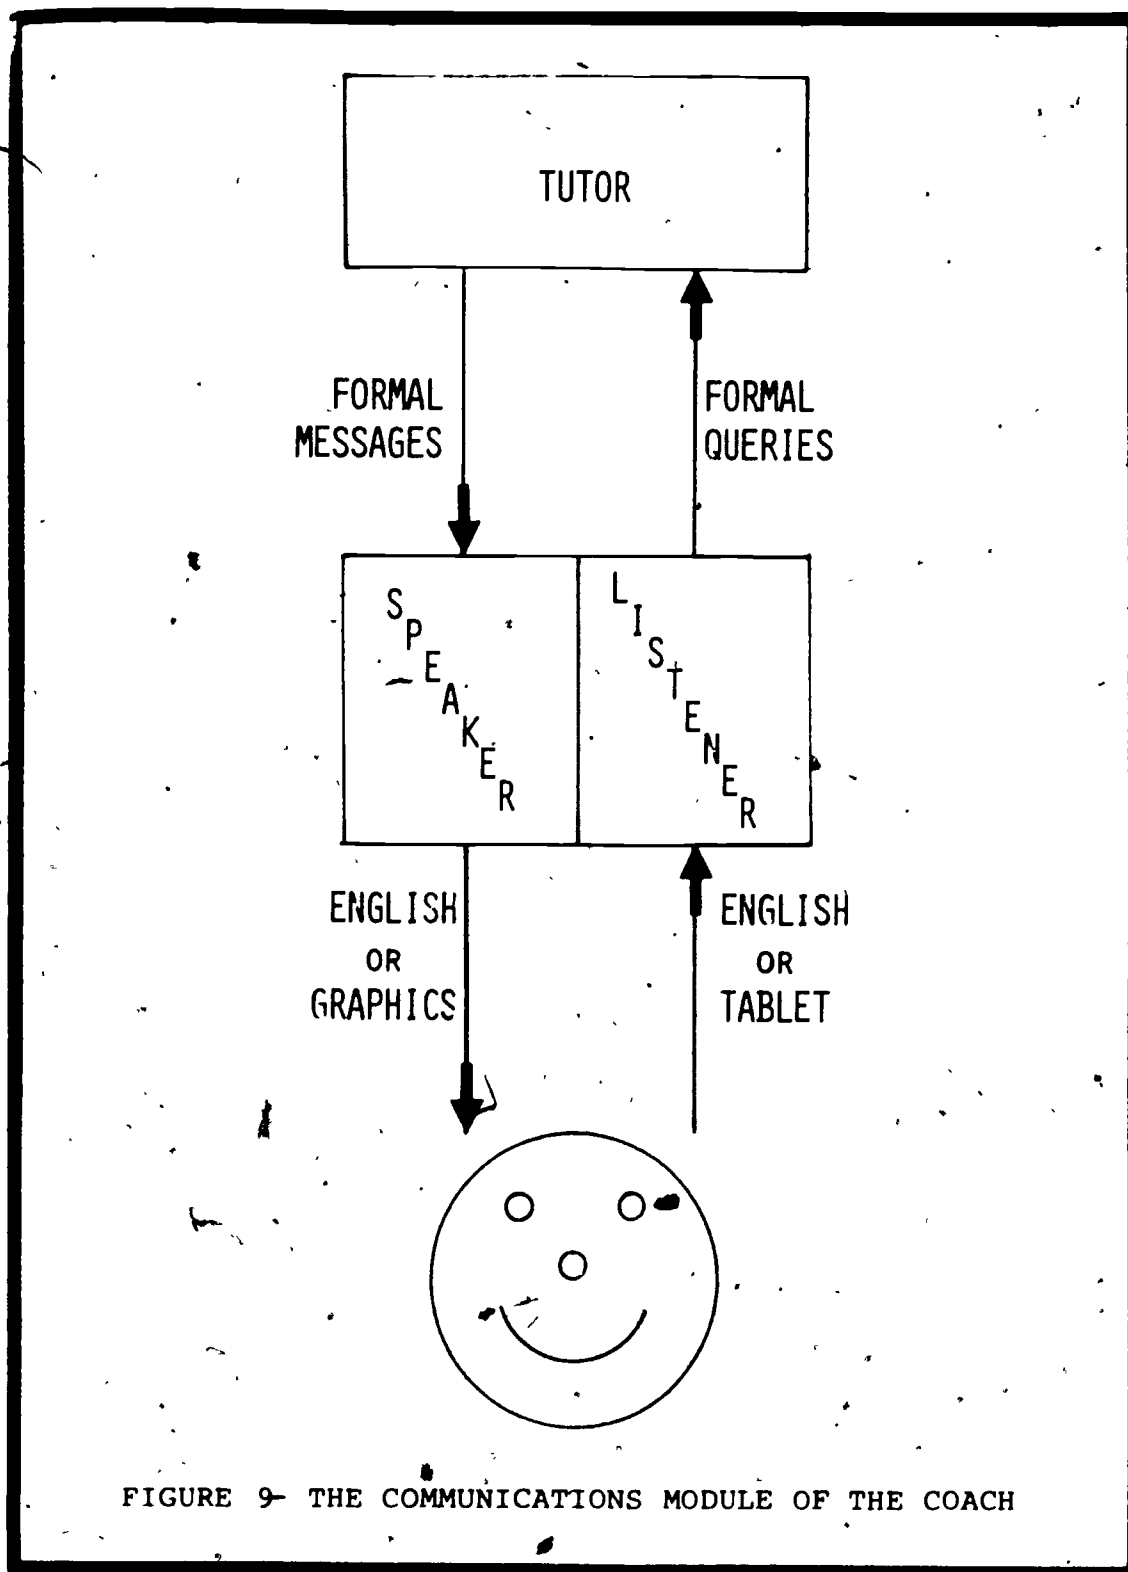 TUTOR
FORMAL
MESSAGES
FORMAL
QUERIES
SPEAKER
LISTENER
ENGLISH
OR
GRAPHICS
ENGLISH
OR
TABLET
FIGURE 9- THE COMMUNICATIONS MODULE OF THE COACH